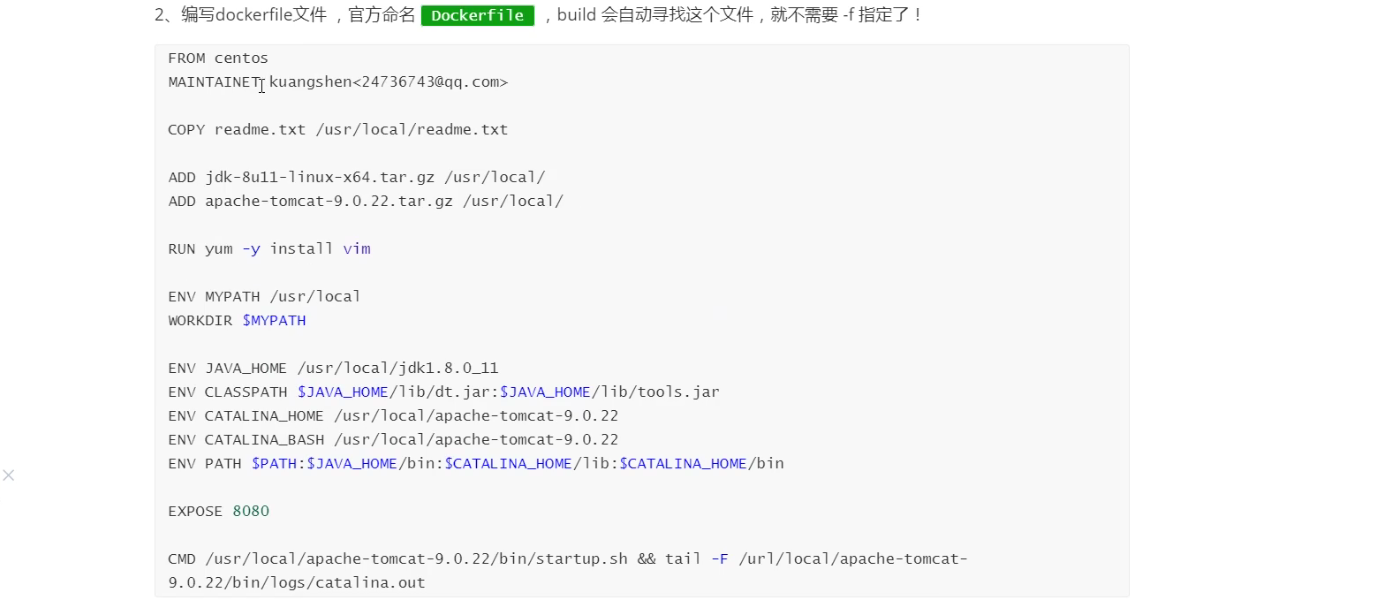 2、编写dockerfile文件 ，官方命名 Dockerfile ，build 会自动寻找这个文件，就不需要 -f 指定了！
FROM centos
MAINTAINET kuangshen<24736743@qq.com>
COPY readme.txt /usr/local/readme.txt
ADD jdk-8u11-linux-x64.tar.gz /usr/local/
ADD apache-tomcat-9.0.22.tar.gz /usr/local/
RUN yum -y install vim
ENV MYPATH /usr/local
WORKDIR $MYPATH
ENV JAVA_HOME /usr/local/jdk1.8.0_11
ENV CLASSPATH $JAVA_HOME/lib/dt.jar:$JAVA_HOME/lib/tools.jar
ENV CATALINA_HOME /usr/local/apache-tomcat-9.0.22
ENV CATALINA_BASH /usr/local/apache-tomcat-9.0.22
ENV PATH $PATH:$JAVA_HOME/bin:$CATALINA_HOME/lib:$CATALINA_HOME/bin
EXPOSE 8080
CMD /usr/local/apache-tomcat-9.0.22/bin/startup.sh && tail -F /url/local/apache-tomcat-
9.0.22/bin/logs/catalina.out